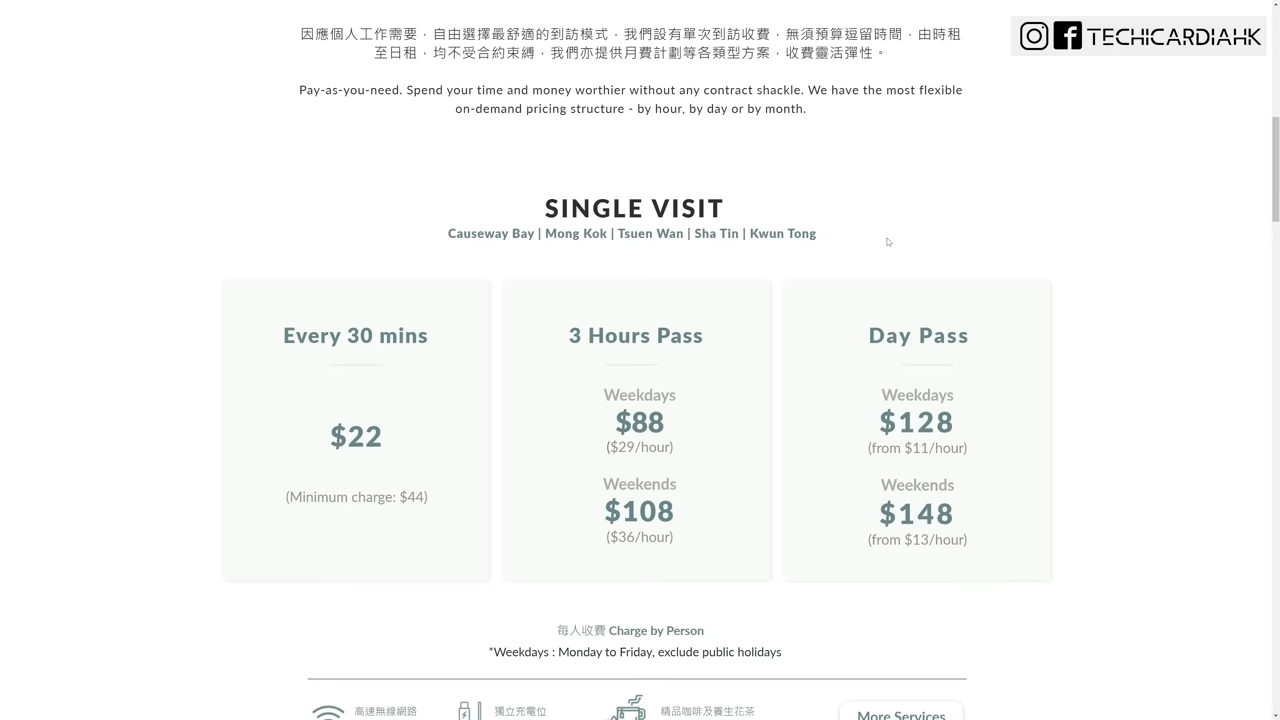 因應個人工作需要，自由選擇最舒適的到訪模式，我們設有單次到訪收費，無須預算逗留時間，由時租
至日租，均不受合約束縛，我們亦提供月費計劃等各類型方案，收費靈活彈性。
TECHICARDIAHK
Pay-as-you-need. Spend your time and money worthier without any contract shackle. We have the most flexible
on-demand pricing structure - by hour, by day or by month.
SINGLE VISIT
Causeway Bay | Mong Kok | Tsuen Wan | Sha Tin | Kwun Tong
Every 30 mins
$22
(Minimum charge: $44)
3 Hours Pass
Weekdays
$88
($29/hour)
Weekends
$108
($36/hour)
Day Pass
Weekdays
$128
(from $11/hour)
Weekends
$148
(from $13/hour)
每人收費 Charge by Person
*Weekdays : Monday to Friday, exclude public holidays
高速無線網路
獨立充電位
精品咖啡及養生花茶
More Services